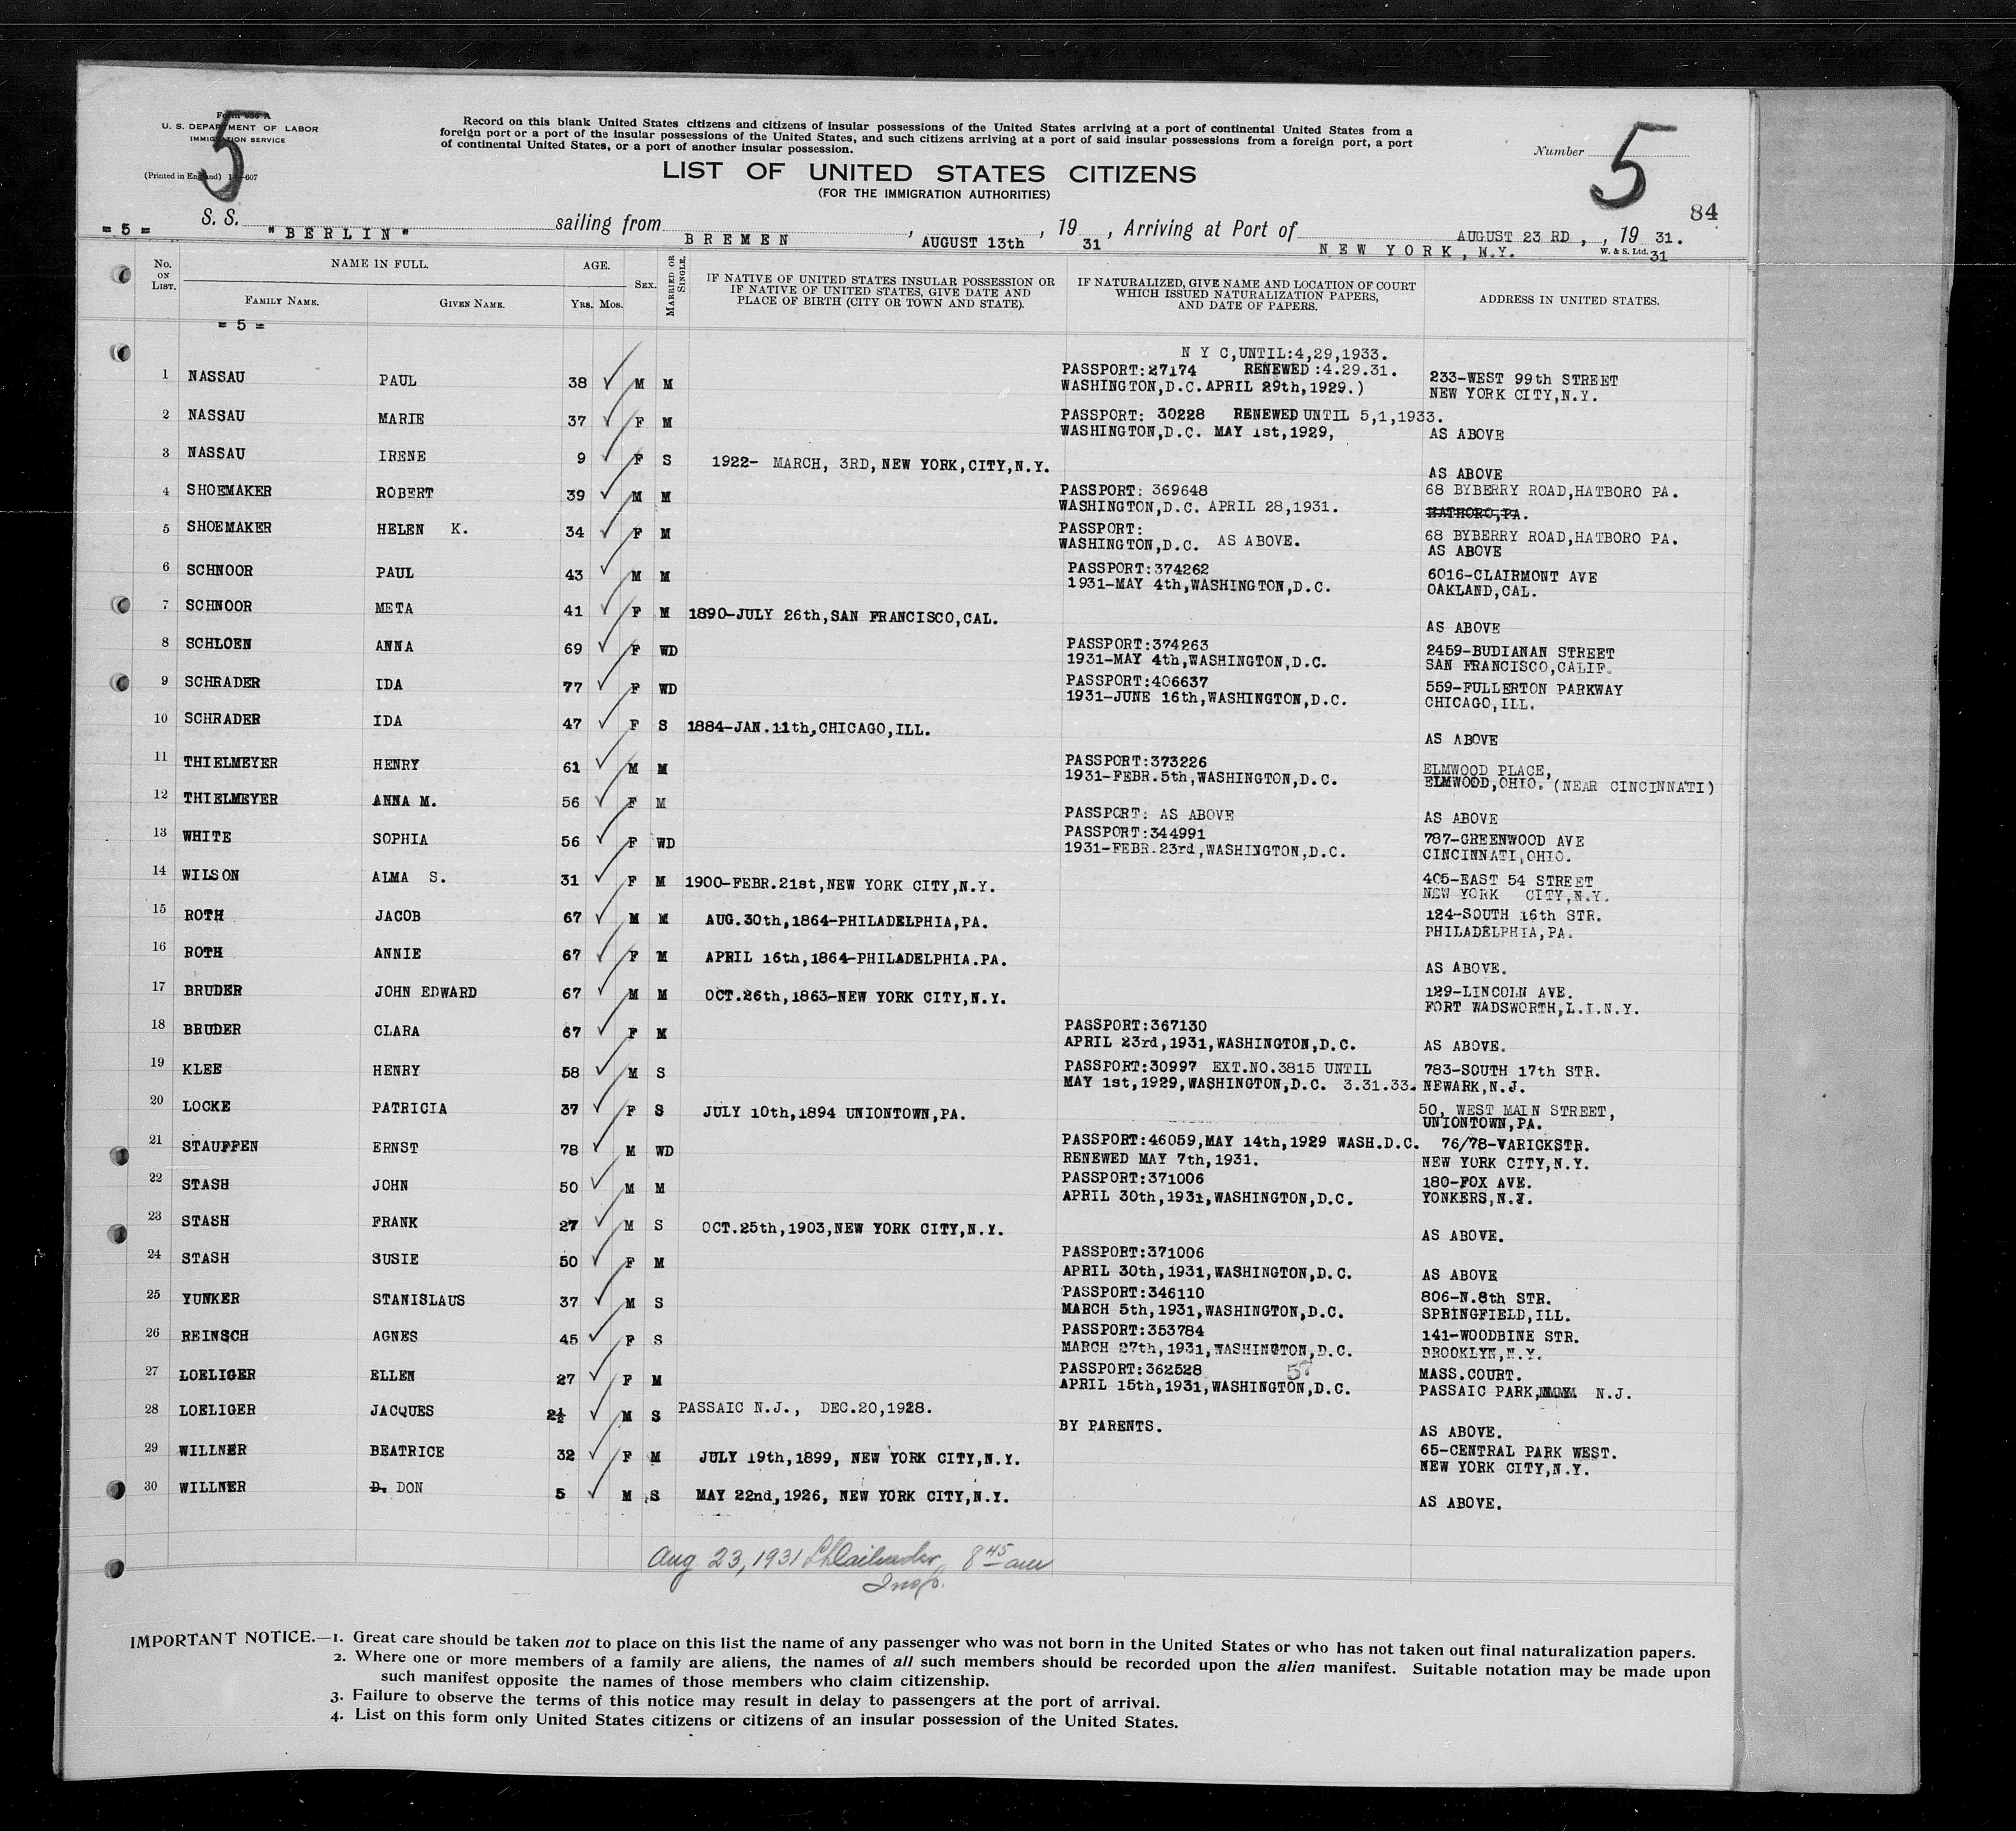 Form 630 A
U. S. DEPARTMENT OF LABOR
IMMIGRATION SERVICE
(Printed in England)
5
Record on this blank United States citizens and citizens of insular possessions of the United States arriving at a port of continental United States from a
foreign port or a port of the insular possessions of the United States, and such citizens arriving at a port of said insular possessions from a foreign port, a port
of continental United States, or a port of another insular possession.
LIST OF UNITED STATES CITIZENS
(FOR THE IMMIGRATION AUTHORITIES)
Number 5
84
= 5 = S. S. "BERLIN" sailing from BREMEN, AUGUST 13th, 19 31, Arriving at Port of NEW YORK, N.Y. AUGUST 23 RD, , 19 31.
W. & S. Ltd. 31
No. ON LIST. NAME IN FULL. AGE. SEX. MARRIED OR SINGLE. IF NATIVE OF UNITED STATES INSULAR POSSESSION OR IF NATIVE OF UNITED STATES, GIVE DATE AND PLACE OF BIRTH (CITY OR TOWN AND STATE). IF NATURALIZED, GIVE NAME AND LOCATION OF COURT WHICH ISSUED NATURALIZATION PAPERS, AND DATE OF PAPERS. ADDRESS IN UNITED STATES.
FAMILY NAME. GIVEN NAME. Yrs. Mos.
= 5 =
N Y C,UNTIL:4,29,1933.
1 NASSAU PAUL 38 M M PASSPORT:27174 RENEWED :4.29.31. 233-WEST 99th STREET
WASHINGTON,D.C. APRIL 29th,1929.) NEW YORK CITY,N.Y.
2 NASSAU MARIE 37 F M PASSPORT: 30228 RENEWED UNTIL 5,1,1933.
WASHINGTON,D.C. MAY 1st,1929, AS ABOVE
3 NASSAU IRENE 9 F S 1922- MARCH, 3RD, NEW YORK,CITY,N.Y. AS ABOVE
4 SHOEMAKER ROBERT 39 M M PASSPORT: 369648 68 BYBERRY ROAD,HATBORO PA.
WASHINGTON,D.C. APRIL 28,1931. HATBORO,PA.
5 SHOEMAKER HELEN K. 34 F M PASSPORT: 68 BYBERRY ROAD,HATBORO PA.
WASHINGTON,D.C. AS ABOVE. AS ABOVE
6 SCHNOOR PAUL 43 M M PASSPORT:374262 6016-CLAIRMONT AVE
1931-MAY 4th,WASHINGTON,D.C. OAKLAND,CAL.
7 SCHNOOR META 41 F M 1890-JULY 26th,SAN FRANCISCO,CAL. AS ABOVE
8 SCHLOEN ANNA 69 F WD PASSPORT:374263 2459-BUDIANAN STREET
1931-MAY 4th,WASHINGTON,D.C. SAN FRANCISCO,CALIF.
9 SCHRADER IDA 77 F WD PASSPORT:406637 559-FULLERTON PARKWAY
1931-JUNE 16th,WASHINGTON,D.C. CHICAGO,ILL.
10 SCHRADER IDA 47 F S 1884-JAN.11th,CHICAGO,ILL. AS ABOVE
11 THIELMEYER HENRY 61 M M PASSPORT:373226 ELMWOOD PLACE,
1931-FEBR.5th,WASHINGTON,D.C. ELMWOOD,OHIO. (NEAR CINCINNATI)
12 THIELMEYER ANNA M. 56 F M PASSPORT: AS ABOVE AS ABOVE
13 WHITE SOPHIA 56 F WD PASSPORT:344991 787-GREENWOOD AVE
1931-FEBR.23rd,WASHINGTON,D.C. CINCINNATI,OHIO.
14 WILSON ALMA S. 31 F M 1900-FEBR.21st,NEW YORK CITY,N.Y. 405-EAST 54 STREET
NEW YORK CITY,N.Y.
15 ROTH JACOB 67 M M AUG.30th,1864-PHILADELPHIA,PA. 124-SOUTH 16th STR.
PHILADELPHIA,PA.
16 ROTH ANNIE 67 F M APRIL 16th,1864-PHILADELPHIA.PA. AS ABOVE.
17 BRUDER JOHN EDWARD 67 M M OCT.26th,1863-NEW YORK CITY,N.Y. 129-LINCOLN AVE.
FORT WADSWORTH,L.I.N.Y.
18 BRUDER CLARA 67 F M PASSPORT:367130
APRIL 23rd,1931,WASHINGTON,D.C. AS ABOVE.
19 KLEE HENRY 58 M S PASSPORT:30997 EXT.NO.3815 UNTIL 783-SOUTH 17th STR.
MAY 1st,1929,WASHINGTON,D.C. 3.31.33. NEWARK,N.J.
20 LOCKE PATRICIA 37 F S JULY 10th,1894 UNIONTOWN,PA. 50, WEST MAIN STREET,
UNIONTOWN,PA.
21 STAUFFEN ERNST 78 M WD PASSPORT:46059,MAY 14th,1929 WASH.D.C. 76/78-VARICKSTR.
RENEWED MAY 7th,1931. NEW YORK CITY,N.Y.
22 STASH JOHN 50 M M PASSPORT:371006 180-FOX AVE.
APRIL 30th,1931,WASHINGTON,D.C. YONKERS,N.Y.
23 STASH FRANK 27 M S OCT.25th,1903,NEW YORK CITY,N.Y. AS ABOVE.
24 STASH SUSIE 50 F M PASSPORT:371006
APRIL 30th,1931,WASHINGTON,D.C. AS ABOVE
25 YUNKER STANISLAUS 37 M S PASSPORT:346110 806-N.8th STR.
MARCH 5th,1931,WASHINGTON,D.C. SPRINGFIELD,ILL.
26 REINSCH AGNES 45 F S PASSPORT:353784 141-WOODBINE STR.
MARCH 27th,1931,WASHINGTON,D.C. BROOKLYN,N.Y.
27 LOELIGER ELLEN 27 F M PASSPORT:362528 57 MASS.COURT.
APRIL 15th,1931,WASHINGTON,D.C. PASSAIC PARK, N.J.
28 LOELIGER JACQUES 2½ M S PASSAIC N.J., DEC.20,1928. BY PARENTS. AS ABOVE.
29 WILLNER BEATRICE 32 F M JULY 19th,1899, NEW YORK CITY,N.Y. 65-CENTRAL PARK WEST.
NEW YORK CITY,N.Y.
30 WILLNER D. DON 5 M S MAY 22nd,1926, NEW YORK CITY,N.Y. AS ABOVE.
Aug. 23, 1931 8 45 am
Insp.
IMPORTANT NOTICE.—1. Great care should be taken not to place on this list the name of any passenger who was not born in the United States or who has not taken out final naturalization papers.
2. Where one or more members of a family are aliens, the names of all such members should be recorded upon the alien manifest. Suitable notation may be made upon
such manifest opposite the names of those members who claim citizenship.
3. Failure to observe the terms of this notice may result in delay to passengers at the port of arrival.
4. List on this form only United States citizens or citizens of an insular possession of the United States.